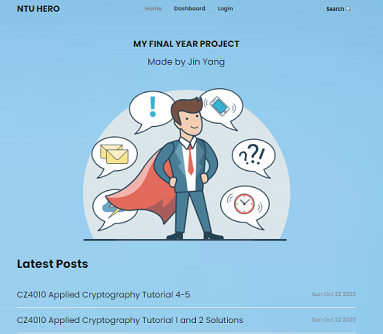 NTU HERO
Home Dashboard Login
Search
MY FINAL YEAR PROJECT
Made by Jin Yang
!
?
?!
Latest Posts
CZ4010 Applied Cryptography Tutorial 4-5
Sun Oct 22 2023
CZ4010 Applied Cryptography Tutorial 1 and 2 Solutions
Sun Oct 22 2023